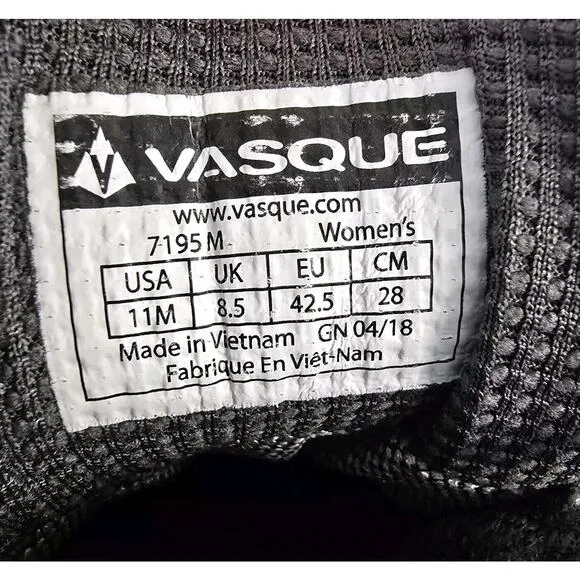 VASQUE
www.vasque.com
7195 M Women's
USA UK EU CM
11M 8.5 42.5 28
Made in Vietnam GN 04/18
Fabrique En Viêt-Nam